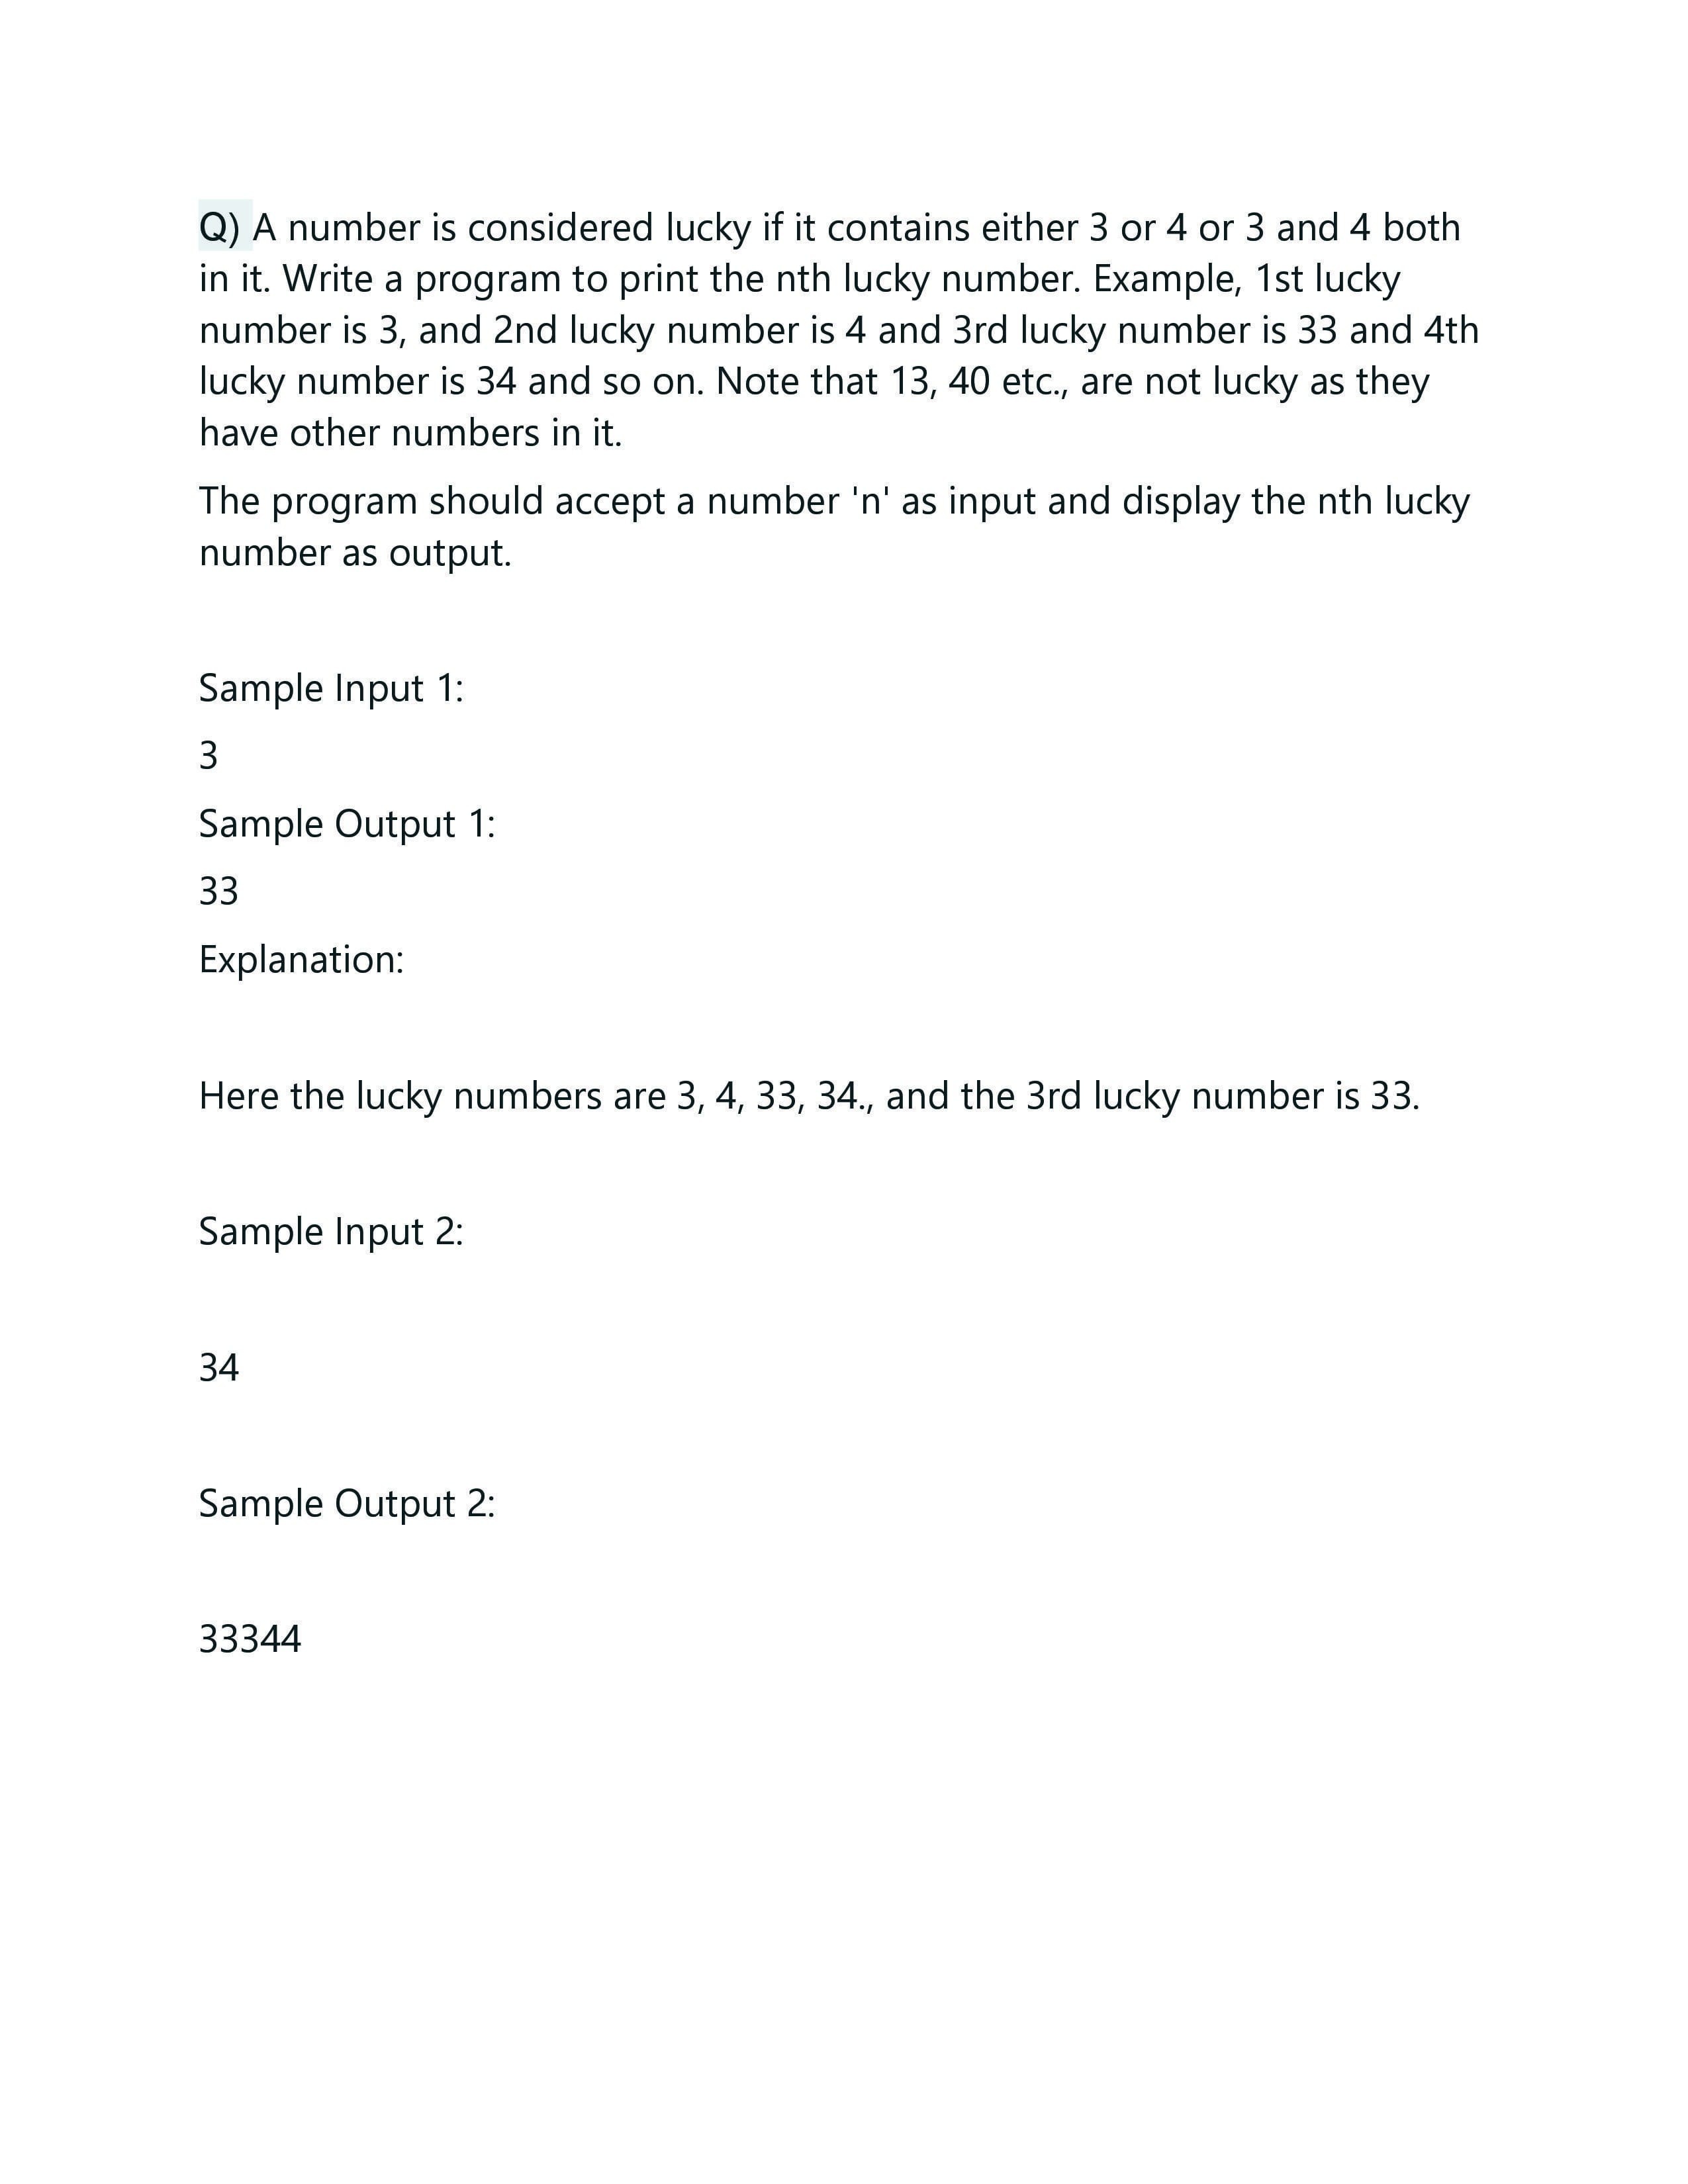 Q) A number is considered lucky if it contains either 3 or 4 or 3 and 4 both
in it. Write a program to print the nth lucky number. Example, 1st lucky
number is 3, and 2nd lucky number is 4 and 3rd lucky number is 33 and 4th
lucky number is 34 and so on. Note that 13, 40 etc., are not lucky as they
have other numbers in it.
The program should accept a number 'n' as input and display the nth lucky
number as output.
Sample Input 1:
3
Sample Output 1:
33
Explanation:
Here the lucky numbers are 3, 4, 33, 34., and the 3rd lucky number is 33.
Sample Input 2:
34
Sample Output 2:
33344